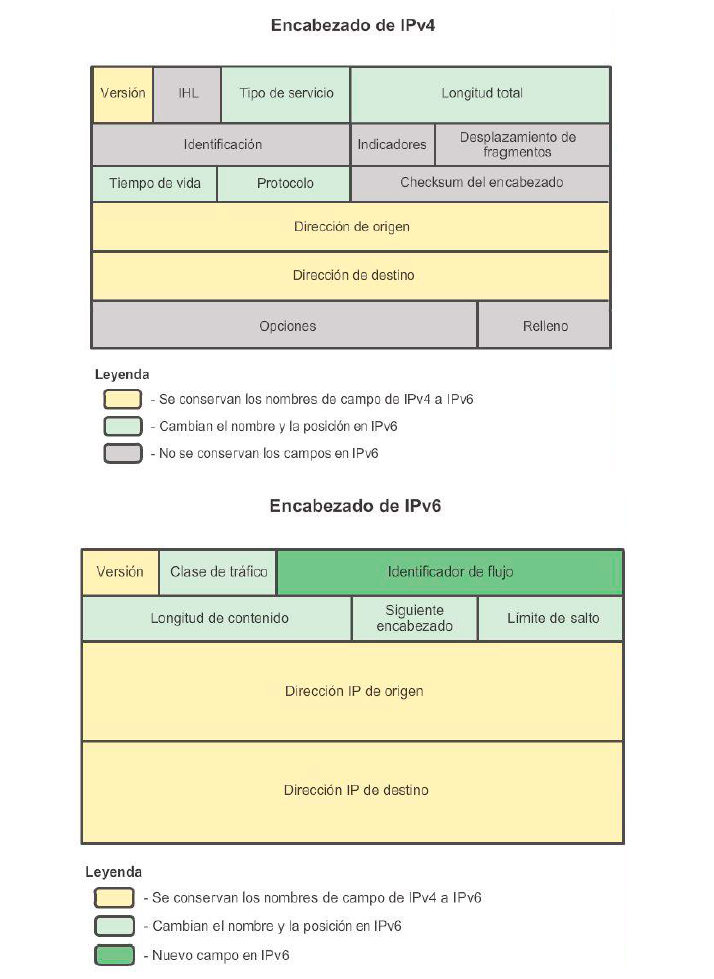 Encabezado de IPv4
Versión IHL Tipo de servicio Longitud total
Identificación Indicadores Desplazamiento de
fragmentos
Tiempo de vida Protocolo Checksum del encabezado
Dirección de origen
Dirección de destino
Opciones Relleno
Leyenda
- Se conservan los nombres de campo de IPv4 a IPv6
- Cambian el nombre y la posición en IPv6
- No se conservan los campos en IPv6
Encabezado de IPv6
Versión Clase de tráfico Identificador de flujo
Longitud de contenido Siguiente
encabezado Límite de salto
Dirección IP de origen
Dirección IP de destino
Leyenda
- Se conservan los nombres de campo de IPv4 a IPv6
- Cambian el nombre y la posición en IPv6
- Nuevo campo en IPv6